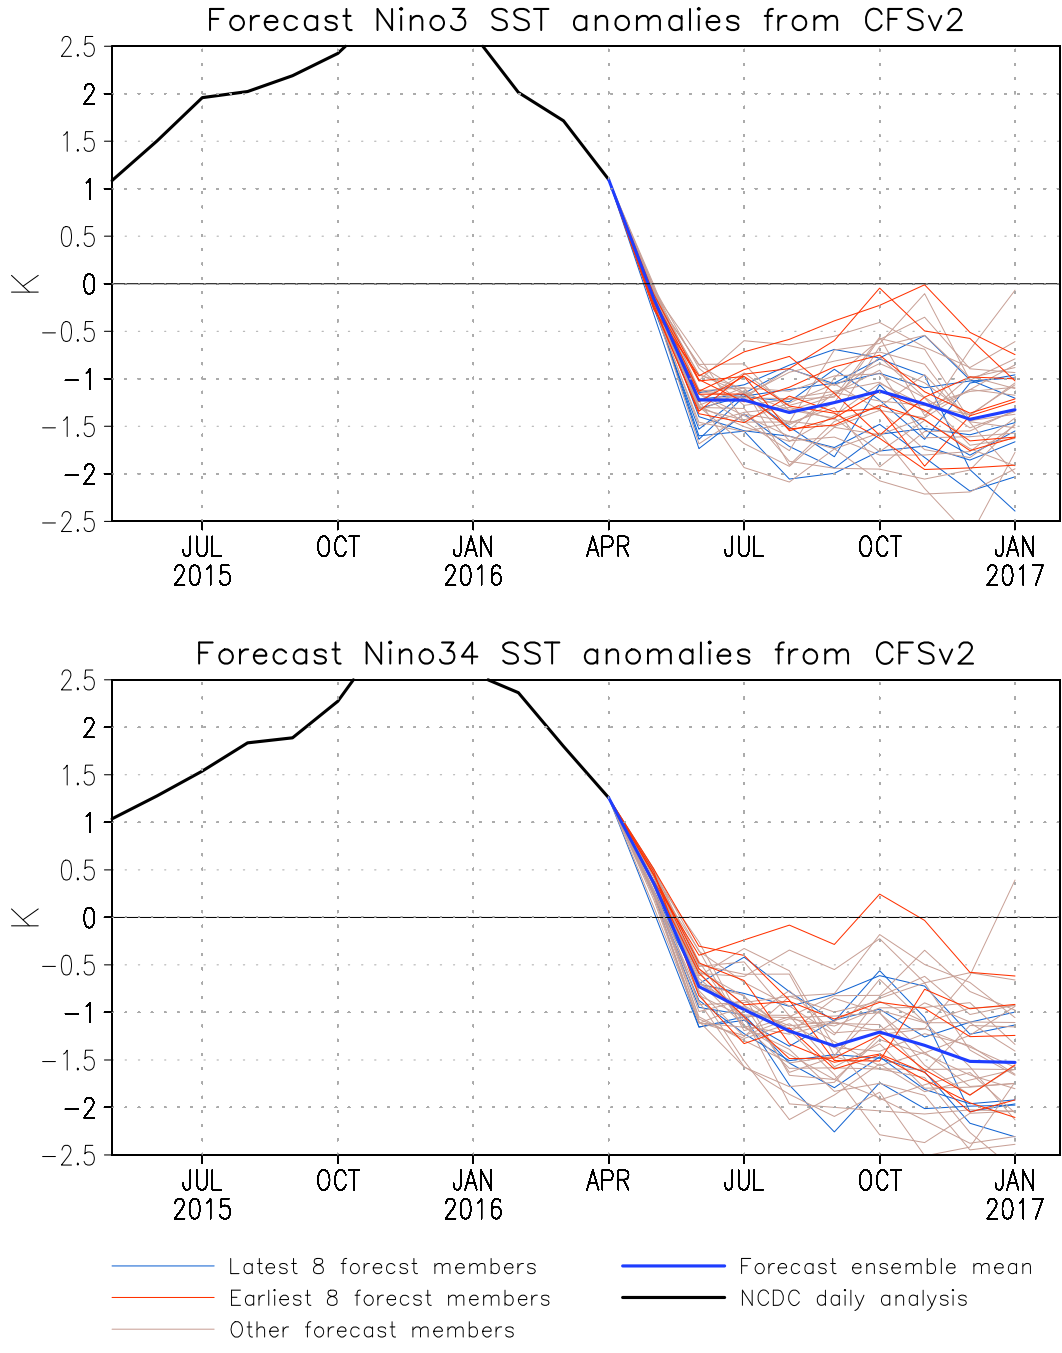 Forecast Nino3 SST anomalies from CFSv2
2.5
2
1.5
1
0.5
K
0
-0.5
-1
-1.5
-2
-2.5
JUL OCT JAN APR JUL OCT JAN
2015 2016 2017
Forecast Nino34 SST anomalies from CFSv2
2.5
2
1.5
1
0.5
K
0
-0.5
-1
-1.5
-2
-2.5
JUL OCT JAN APR JUL OCT JAN
2015 2016 2017
Latest 8 forecst members Forecast ensemble mean
Earliest 8 forecst members NCDC daily analysis
Other forecast members